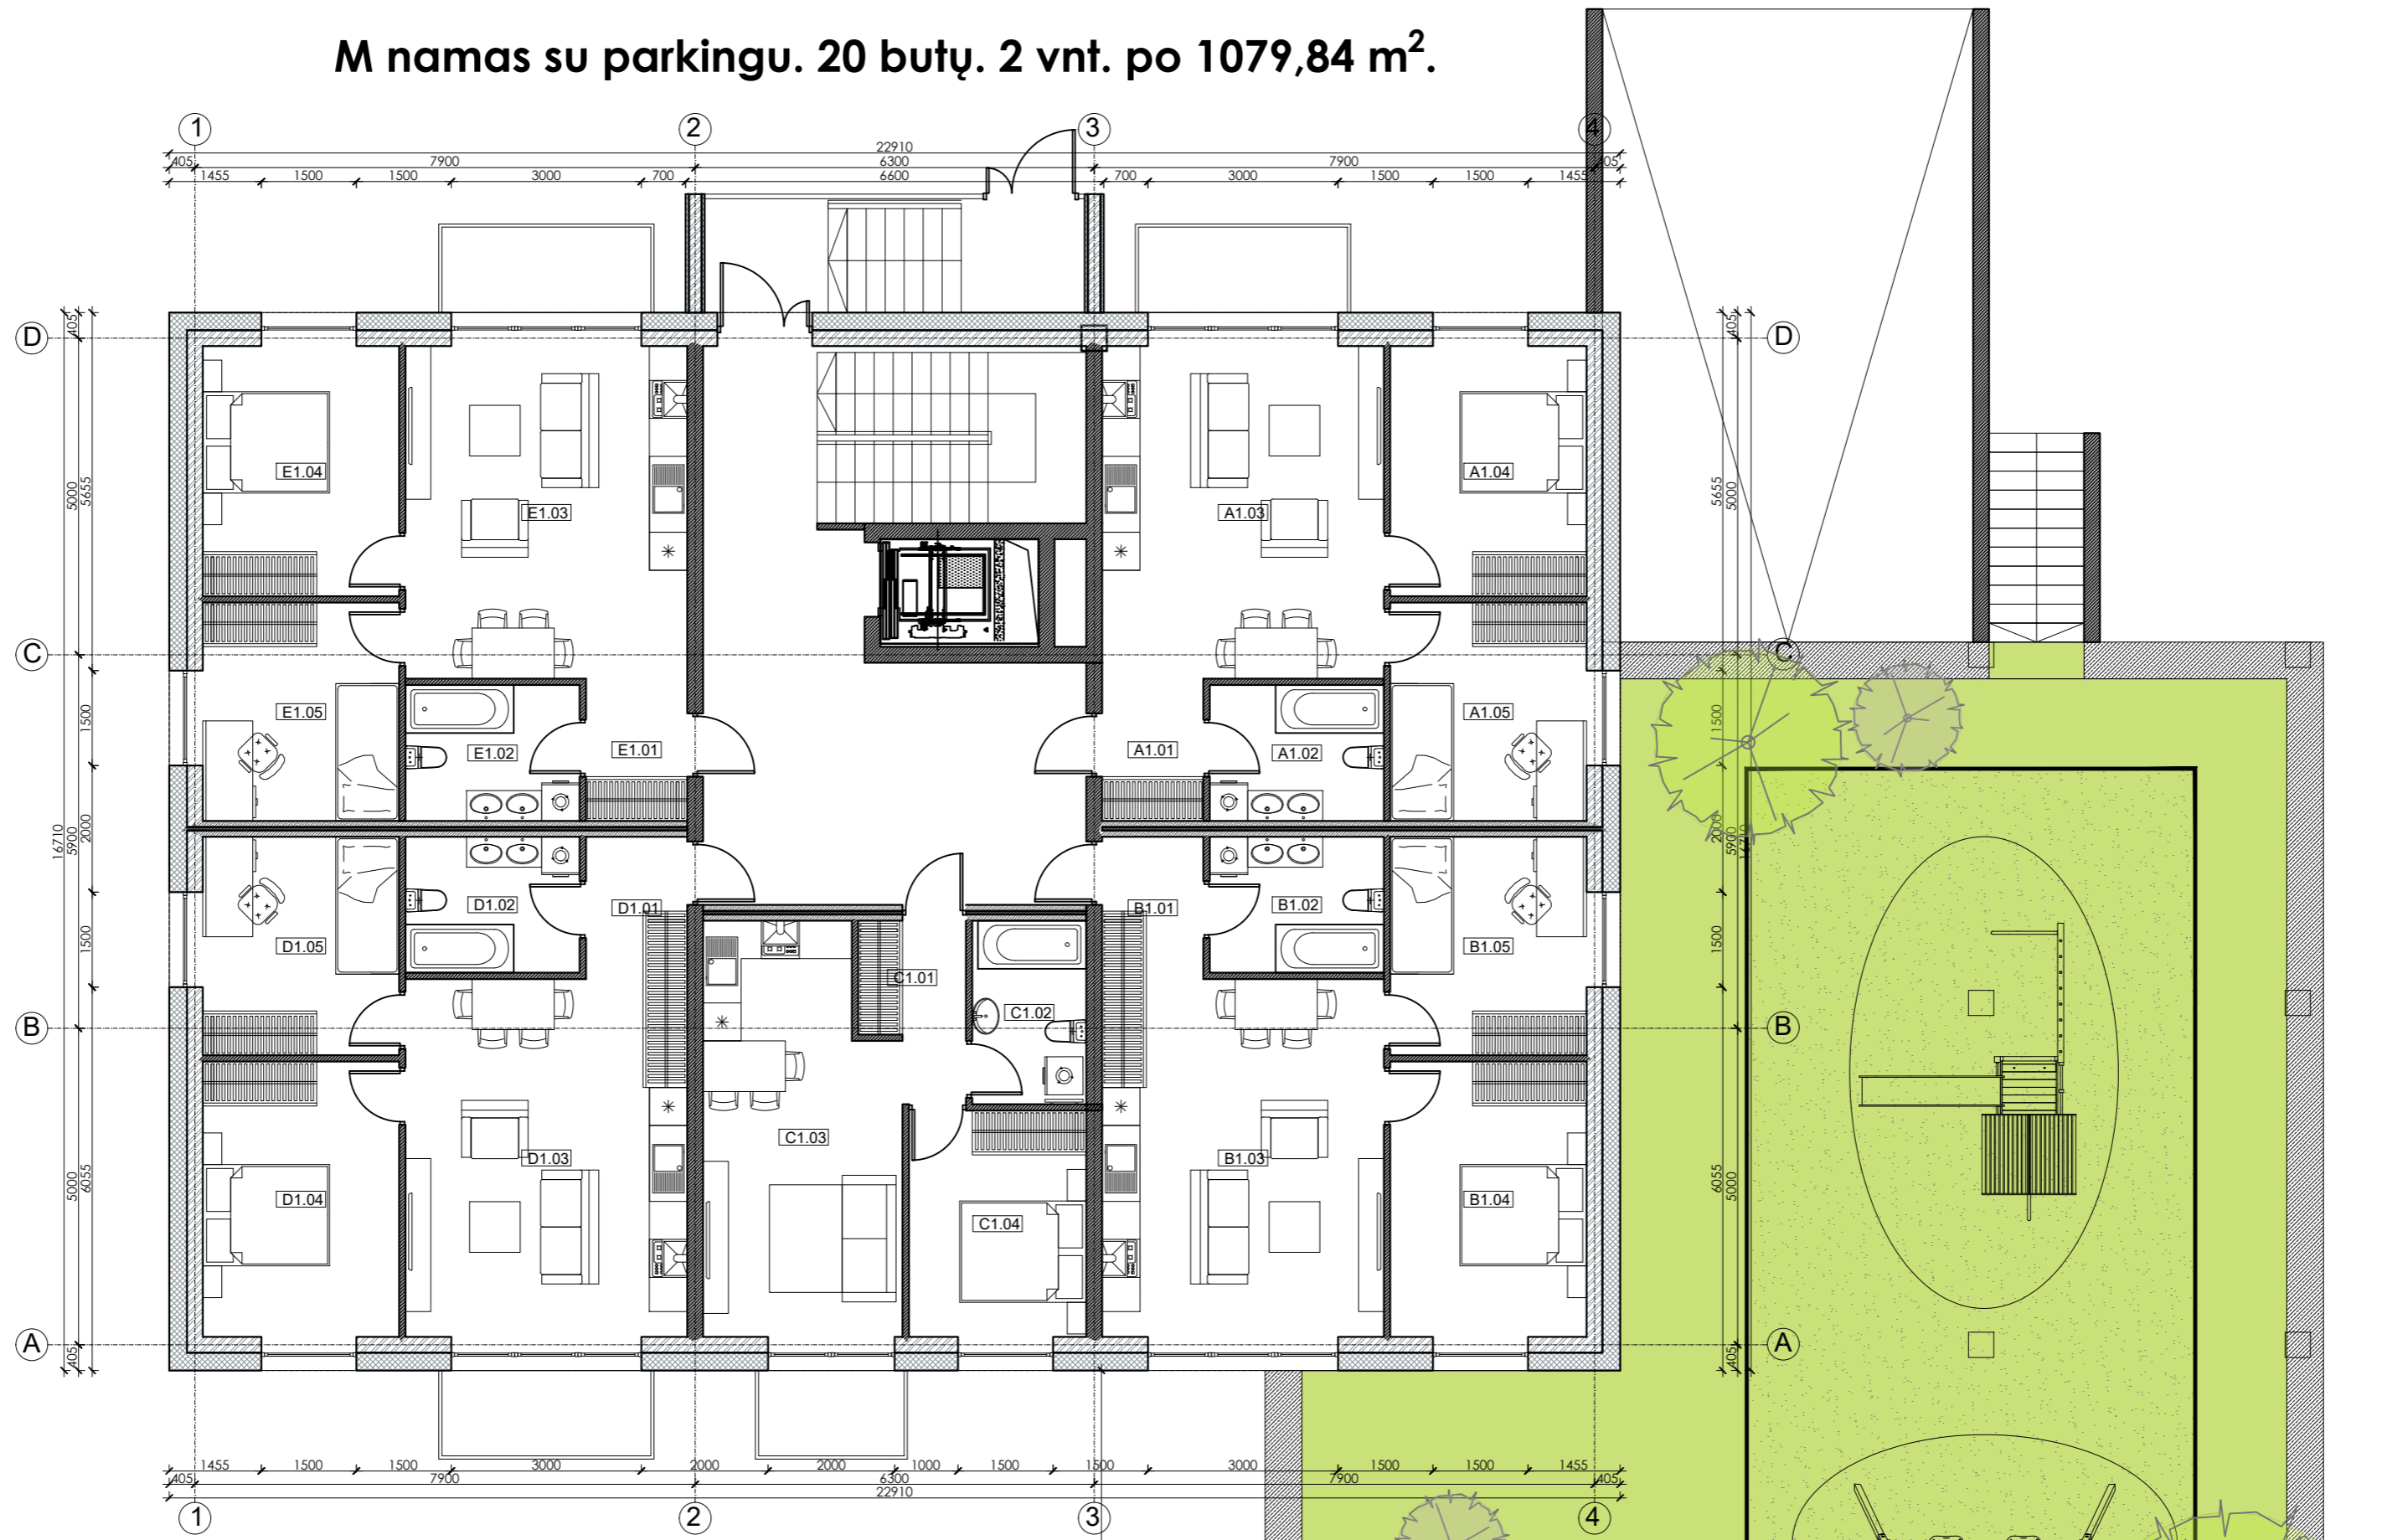 M namas su parkingu. 20 butų. 2 vnt. po 1079,84 m².
1 2 3 4
22910
405 7900 6300 7900 405
1455 1500 1500 3000 700 6600 700 3000 1500 1500 1455
D D
405 405
E1.04 A1.04
5000 5655 5655 5000
E1.03 A1.03
C C
E1.05 A1.05
1500 1500
E1.02 E1.01 A1.01 A1.02
16710 5900 2000 2000 5900 16710
D1.02 D1.01 B1.01 B1.02
D1.05 B1.05
1500 1500
C1.01
C1.02
B B
C1.03
D1.03 B1.03
5000 6055 6055 5000
D1.04 B1.04
C1.04
A A
405 405
1455 1500 1500 3000 2000 2000 1000 1500 1500 3000 1500 1500 1455
405 7900 6300 7900 405
22910
1 2 3 4